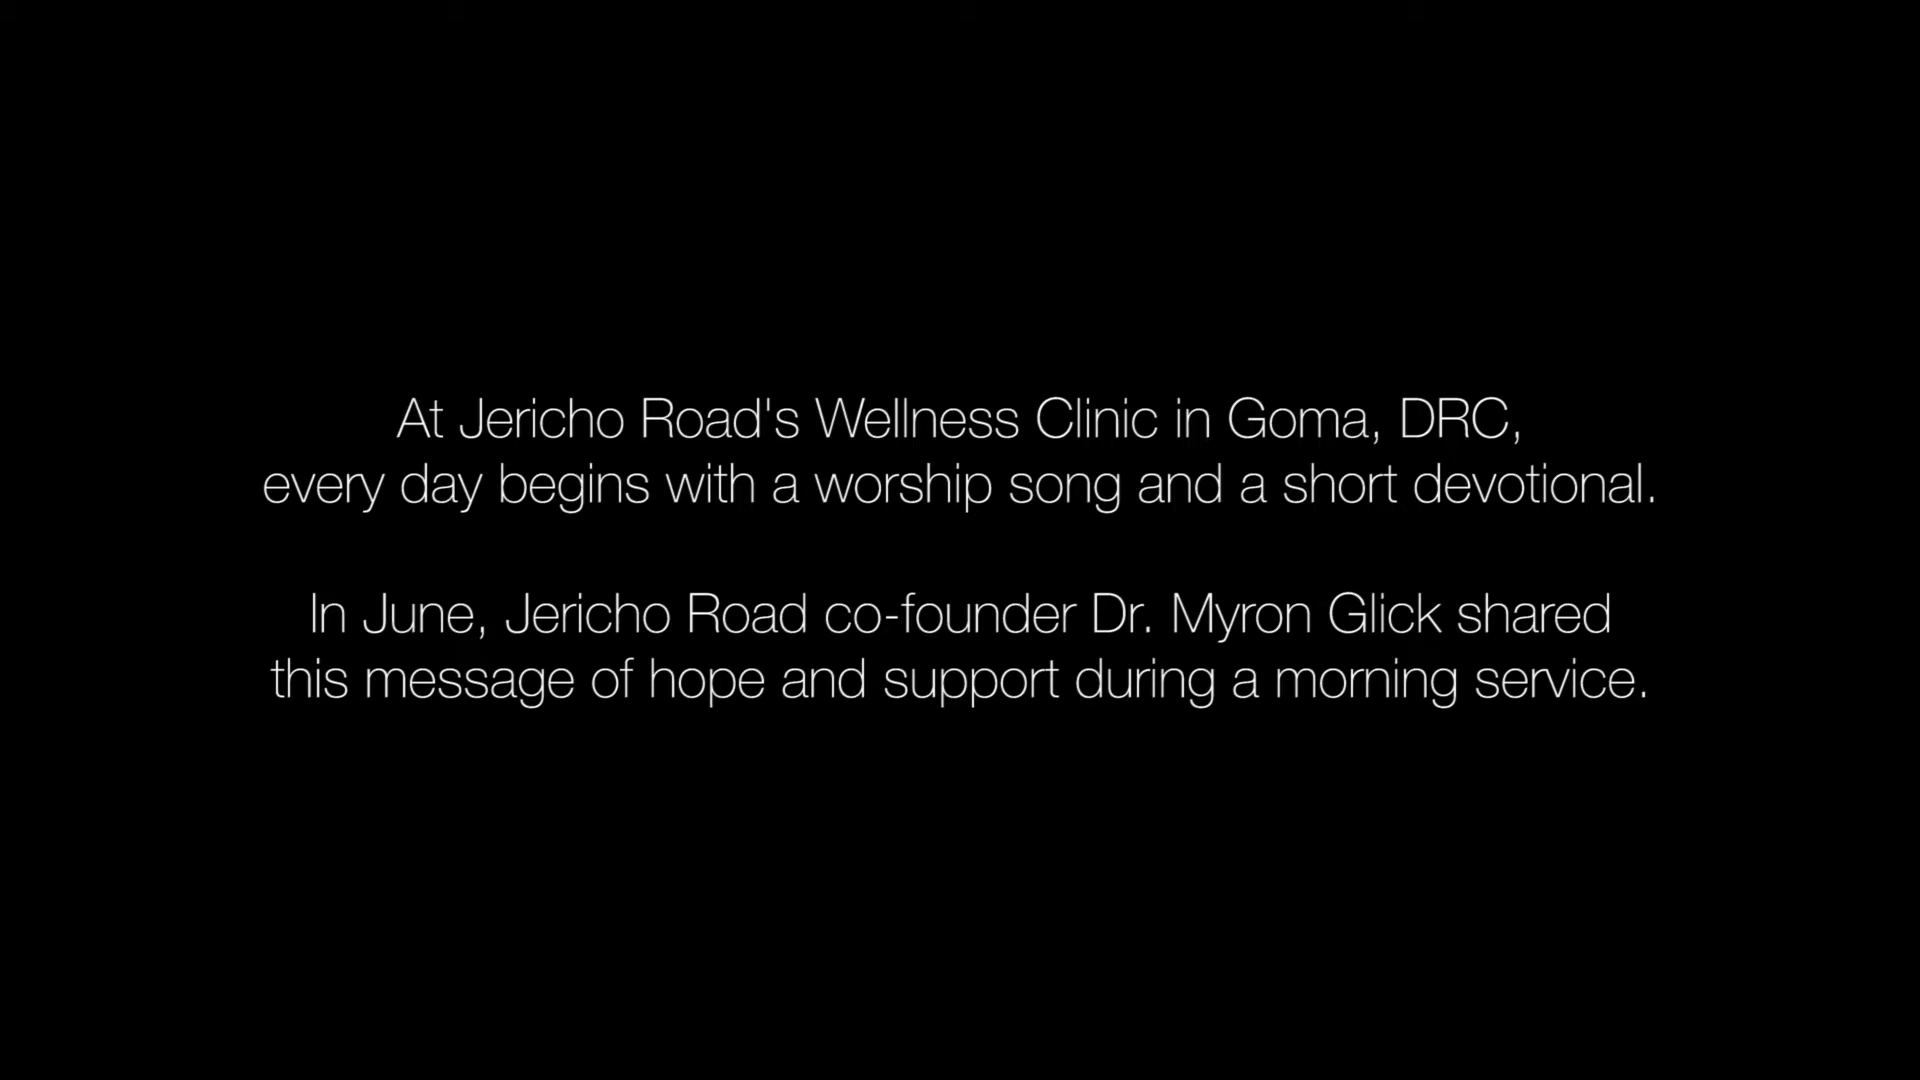 At Jericho Road's Wellness Clinic in Goma, DRC,
every day begins with a worship song and a short devotional.
In June, Jericho Road co-founder Dr. Myron Glick shared
this message of hope and support during a morning service.